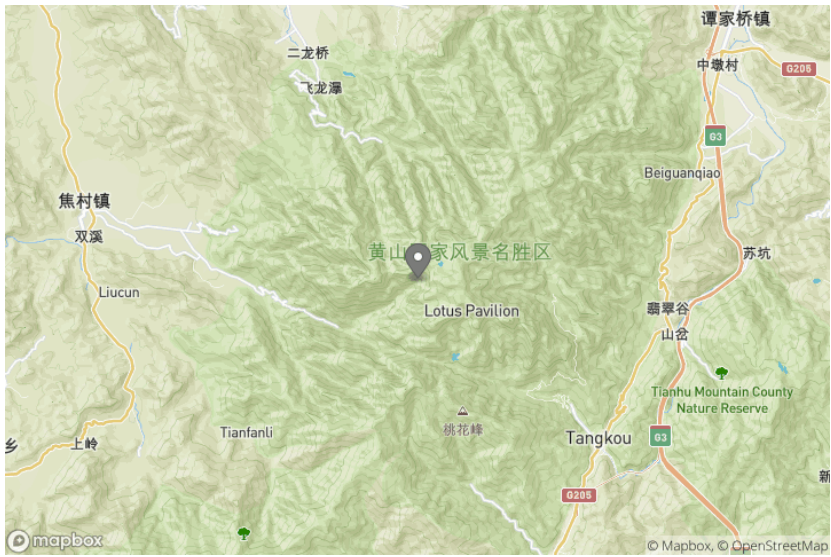 谭家桥镇
二龙桥
中墩村
G205
飞龙瀑
G3
Beiguanqiao
焦村镇
双溪
黄山
家风景名胜区
苏坑
Liucun
Lotus Pavilion
翡翠谷
山岔
Tianhu Mountain County
Nature Reserve
桃花峰
Tianfanli
Tangkou
乡
上岭
G3
新
G205
mapbox
© Mapbox, © OpenStreetMap